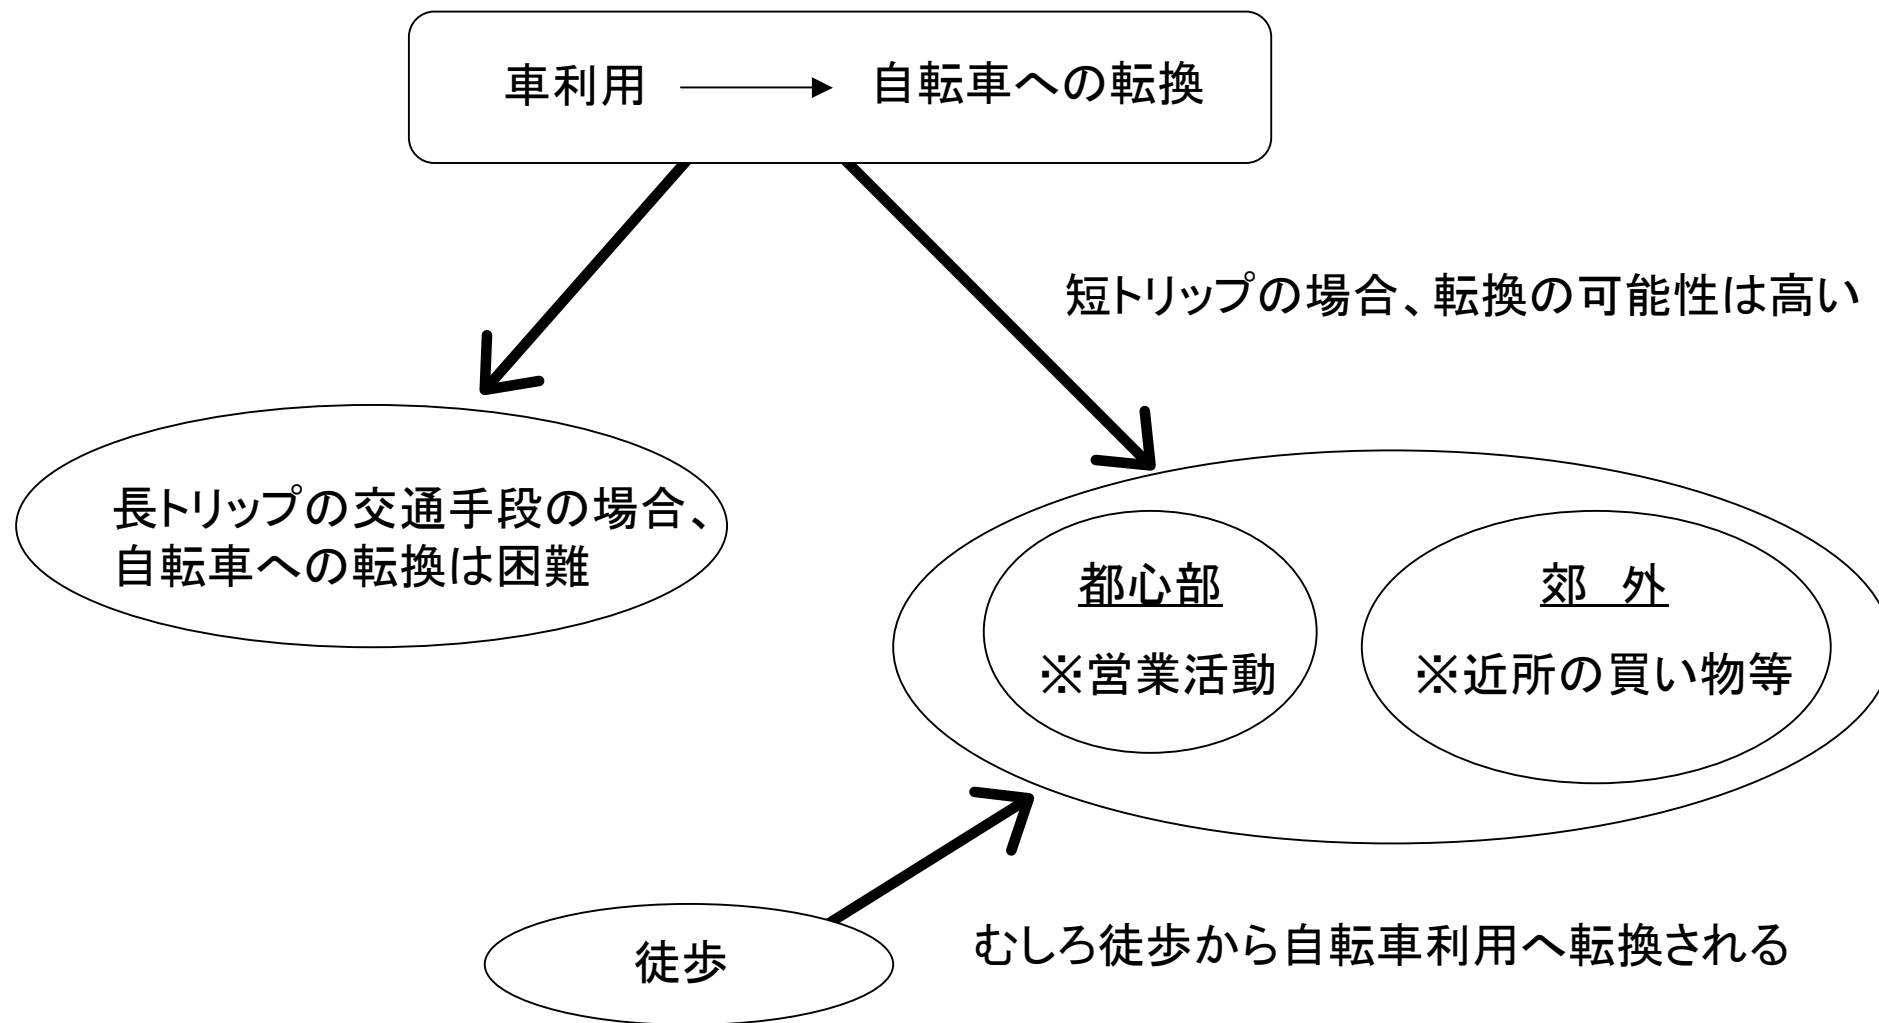 車利用
自転車への転換
短トリップの場合、転換の可能性は高い
長トリップの交通手段の場合、
自転車への転換は困難
都心部
※営業活動
郊　外
※近所の買い物等
徒歩
むしろ徒歩から自転車利用へ転換される